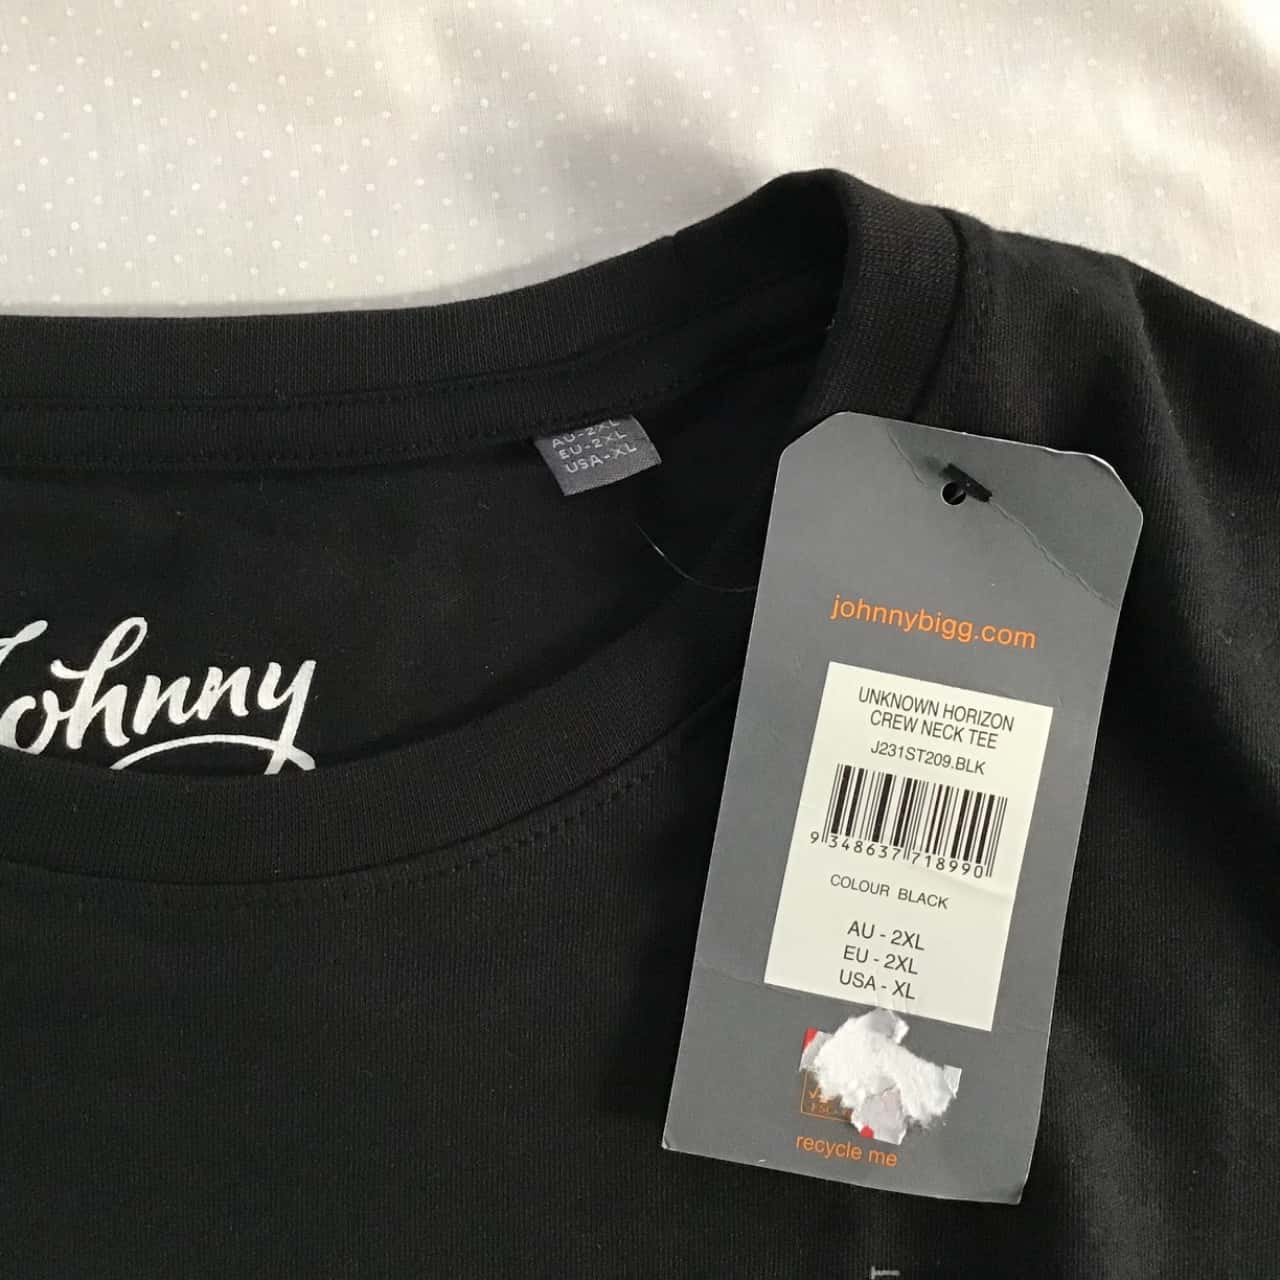 AU-2XL
EU-2XL
USA-XL
Johnny
johnnybigg.com
UNKNOWN HORIZON
CREW NECK TEE
J231ST209.BLK
9 348637 718990
COLOUR BLACK
AU - 2XL
EU - 2XL
USA - XL
recycle me